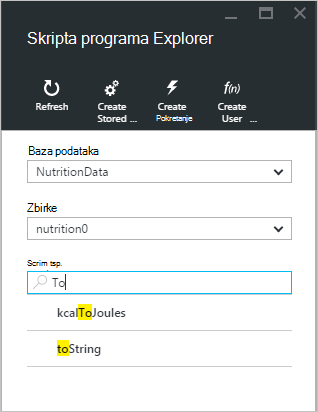 Skripta programa Explorer
Refresh
Create
Stored ...
Create
Pokretanje
f(n)
Create
User ...
Baza podataka
NutritionData
Zbirke
nutrition0
Scrim tsp.
To
kcalToJoules
toString